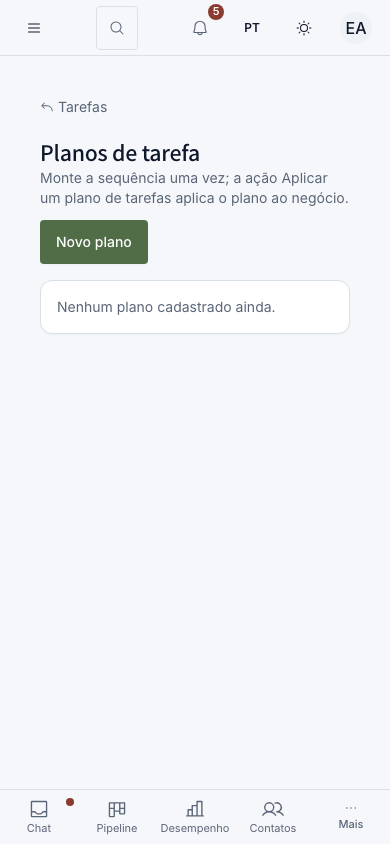 5
PT
EA
Tarefas
Planos de tarefa
Monte a sequência uma vez; a ação Aplicar
um plano de tarefas aplica o plano ao negócio.
Novo plano
Nenhum plano cadastrado ainda.
Chat
Pipeline
Desempenho
Contatos
Mais